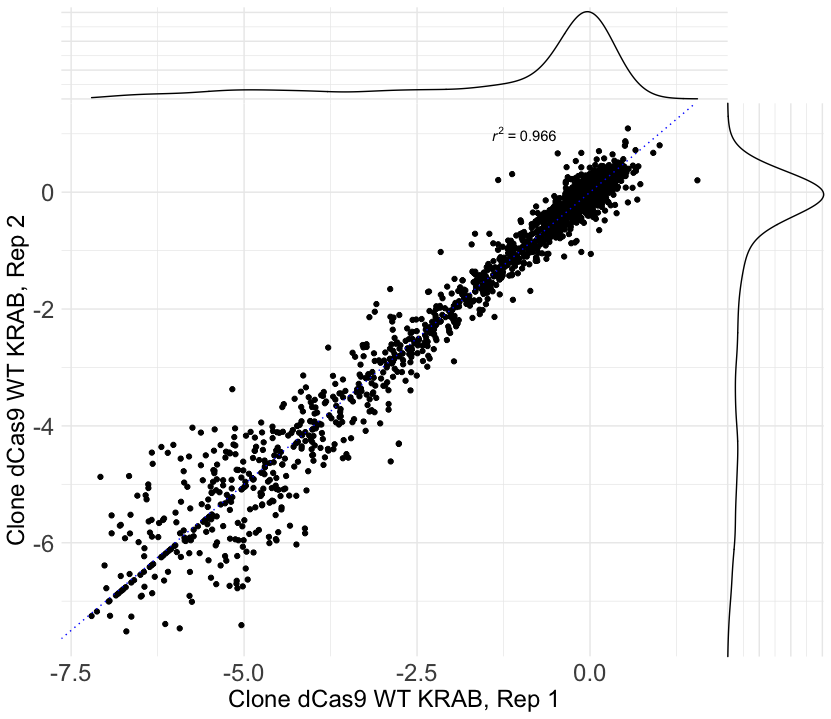 r² = 0.966
Clone dCas9 WT KRAB, Rep 2
0
-2
-4
-6
-7.5 -5.0 -2.5 0.0
Clone dCas9 WT KRAB, Rep 1